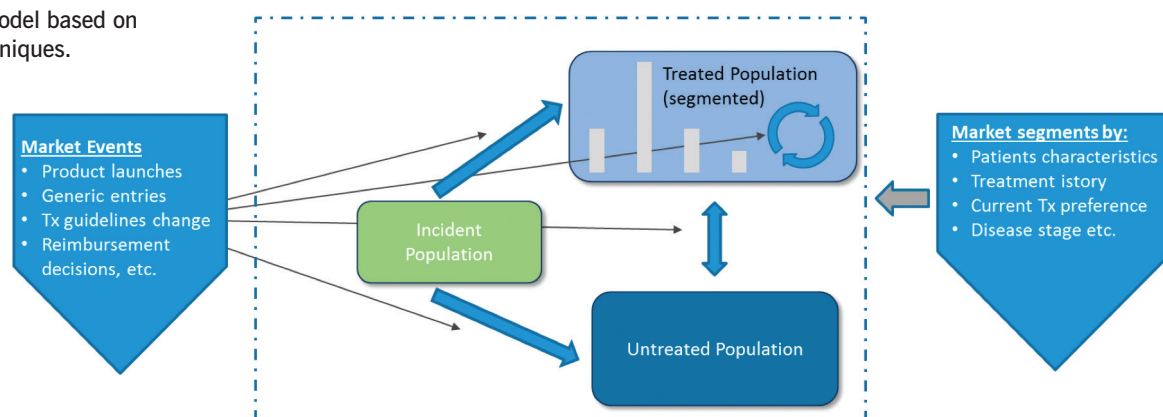 odel based on
niques.
Market Events
• Product launches
• Generic entries
• Tx guidelines change
• Reimbursement
decisions, etc.
Incident
Population
Treated Population
(segmented)
Untreated Population
Market segments by:
• Patients characteristics
• Treatment istory
• Current Tx preference
• Disease stage etc.